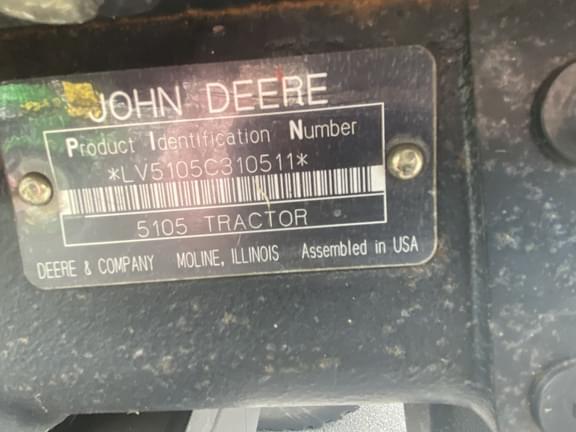 JOHN DEERE
Product Identification Number
*LV5105C310511*
5105 TRACTOR
DEERE & COMPANY MOLINE, ILLINOIS Assembled in USA